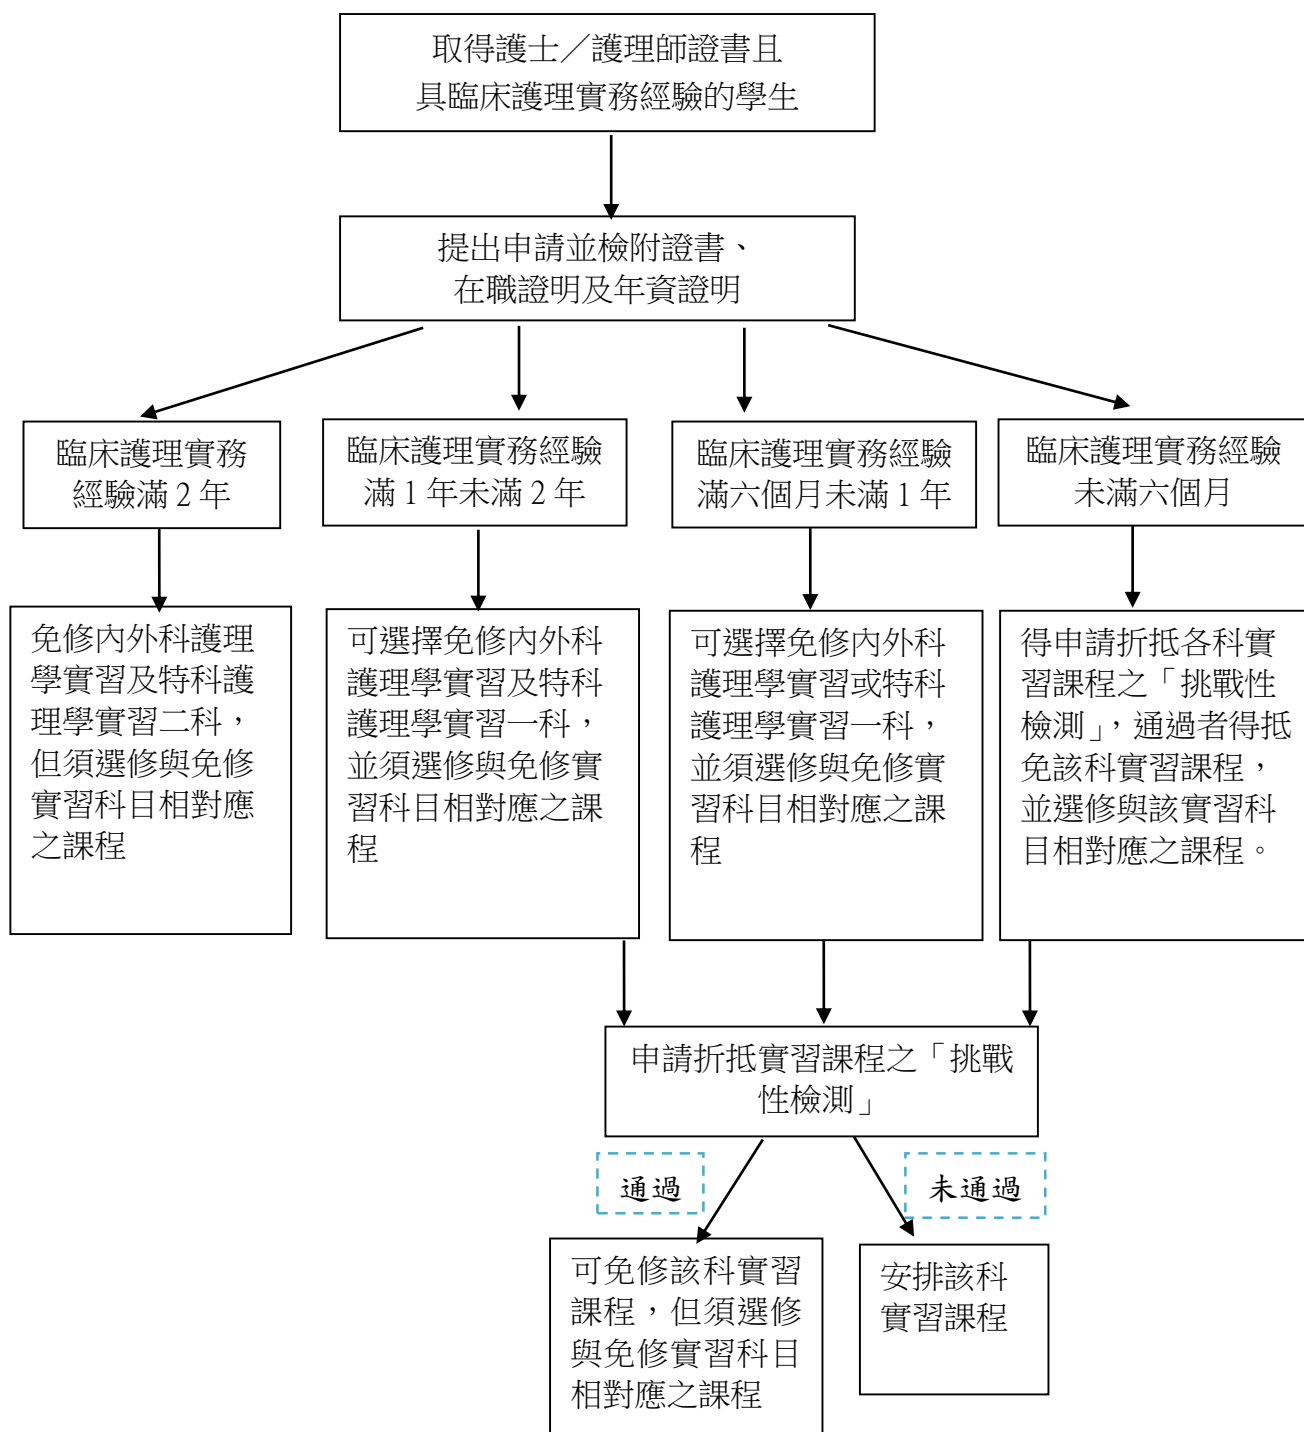 取得護士／護理師證書且
具臨床護理實務經驗的學生
提出申請並檢附證書、
在職證明及年資證明
臨床護理實務
經驗滿2年
臨床護理實務經驗
滿1年未滿2年
臨床護理實務經驗
滿六個月未滿1年
臨床護理實務經驗
未滿六個月
免修內外科護理
學實習及特科護
理學實習二科，
但須選修與免修
實習科目相對應
之課程
可選擇免修內外科
護理學實習及特科
護理學實習一科，
並須選修與免修實
習科目相對應之課
程
可選擇免修內外科
護理學實習或特科
護理學實習一科，
並須選修與免修實
習科目相對應之課
程
得申請折抵各科實
習課程之「挑戰性
檢測」，通過者得抵
免該科實習課程，
並選修與該實習科
目相對應之課程。
申請折抵實習課程之「挑戰
性檢測」
通過
未通過
可免修該科實習
課程，但須選修
與免修實習科目
相對應之課程
安排該科
實習課程